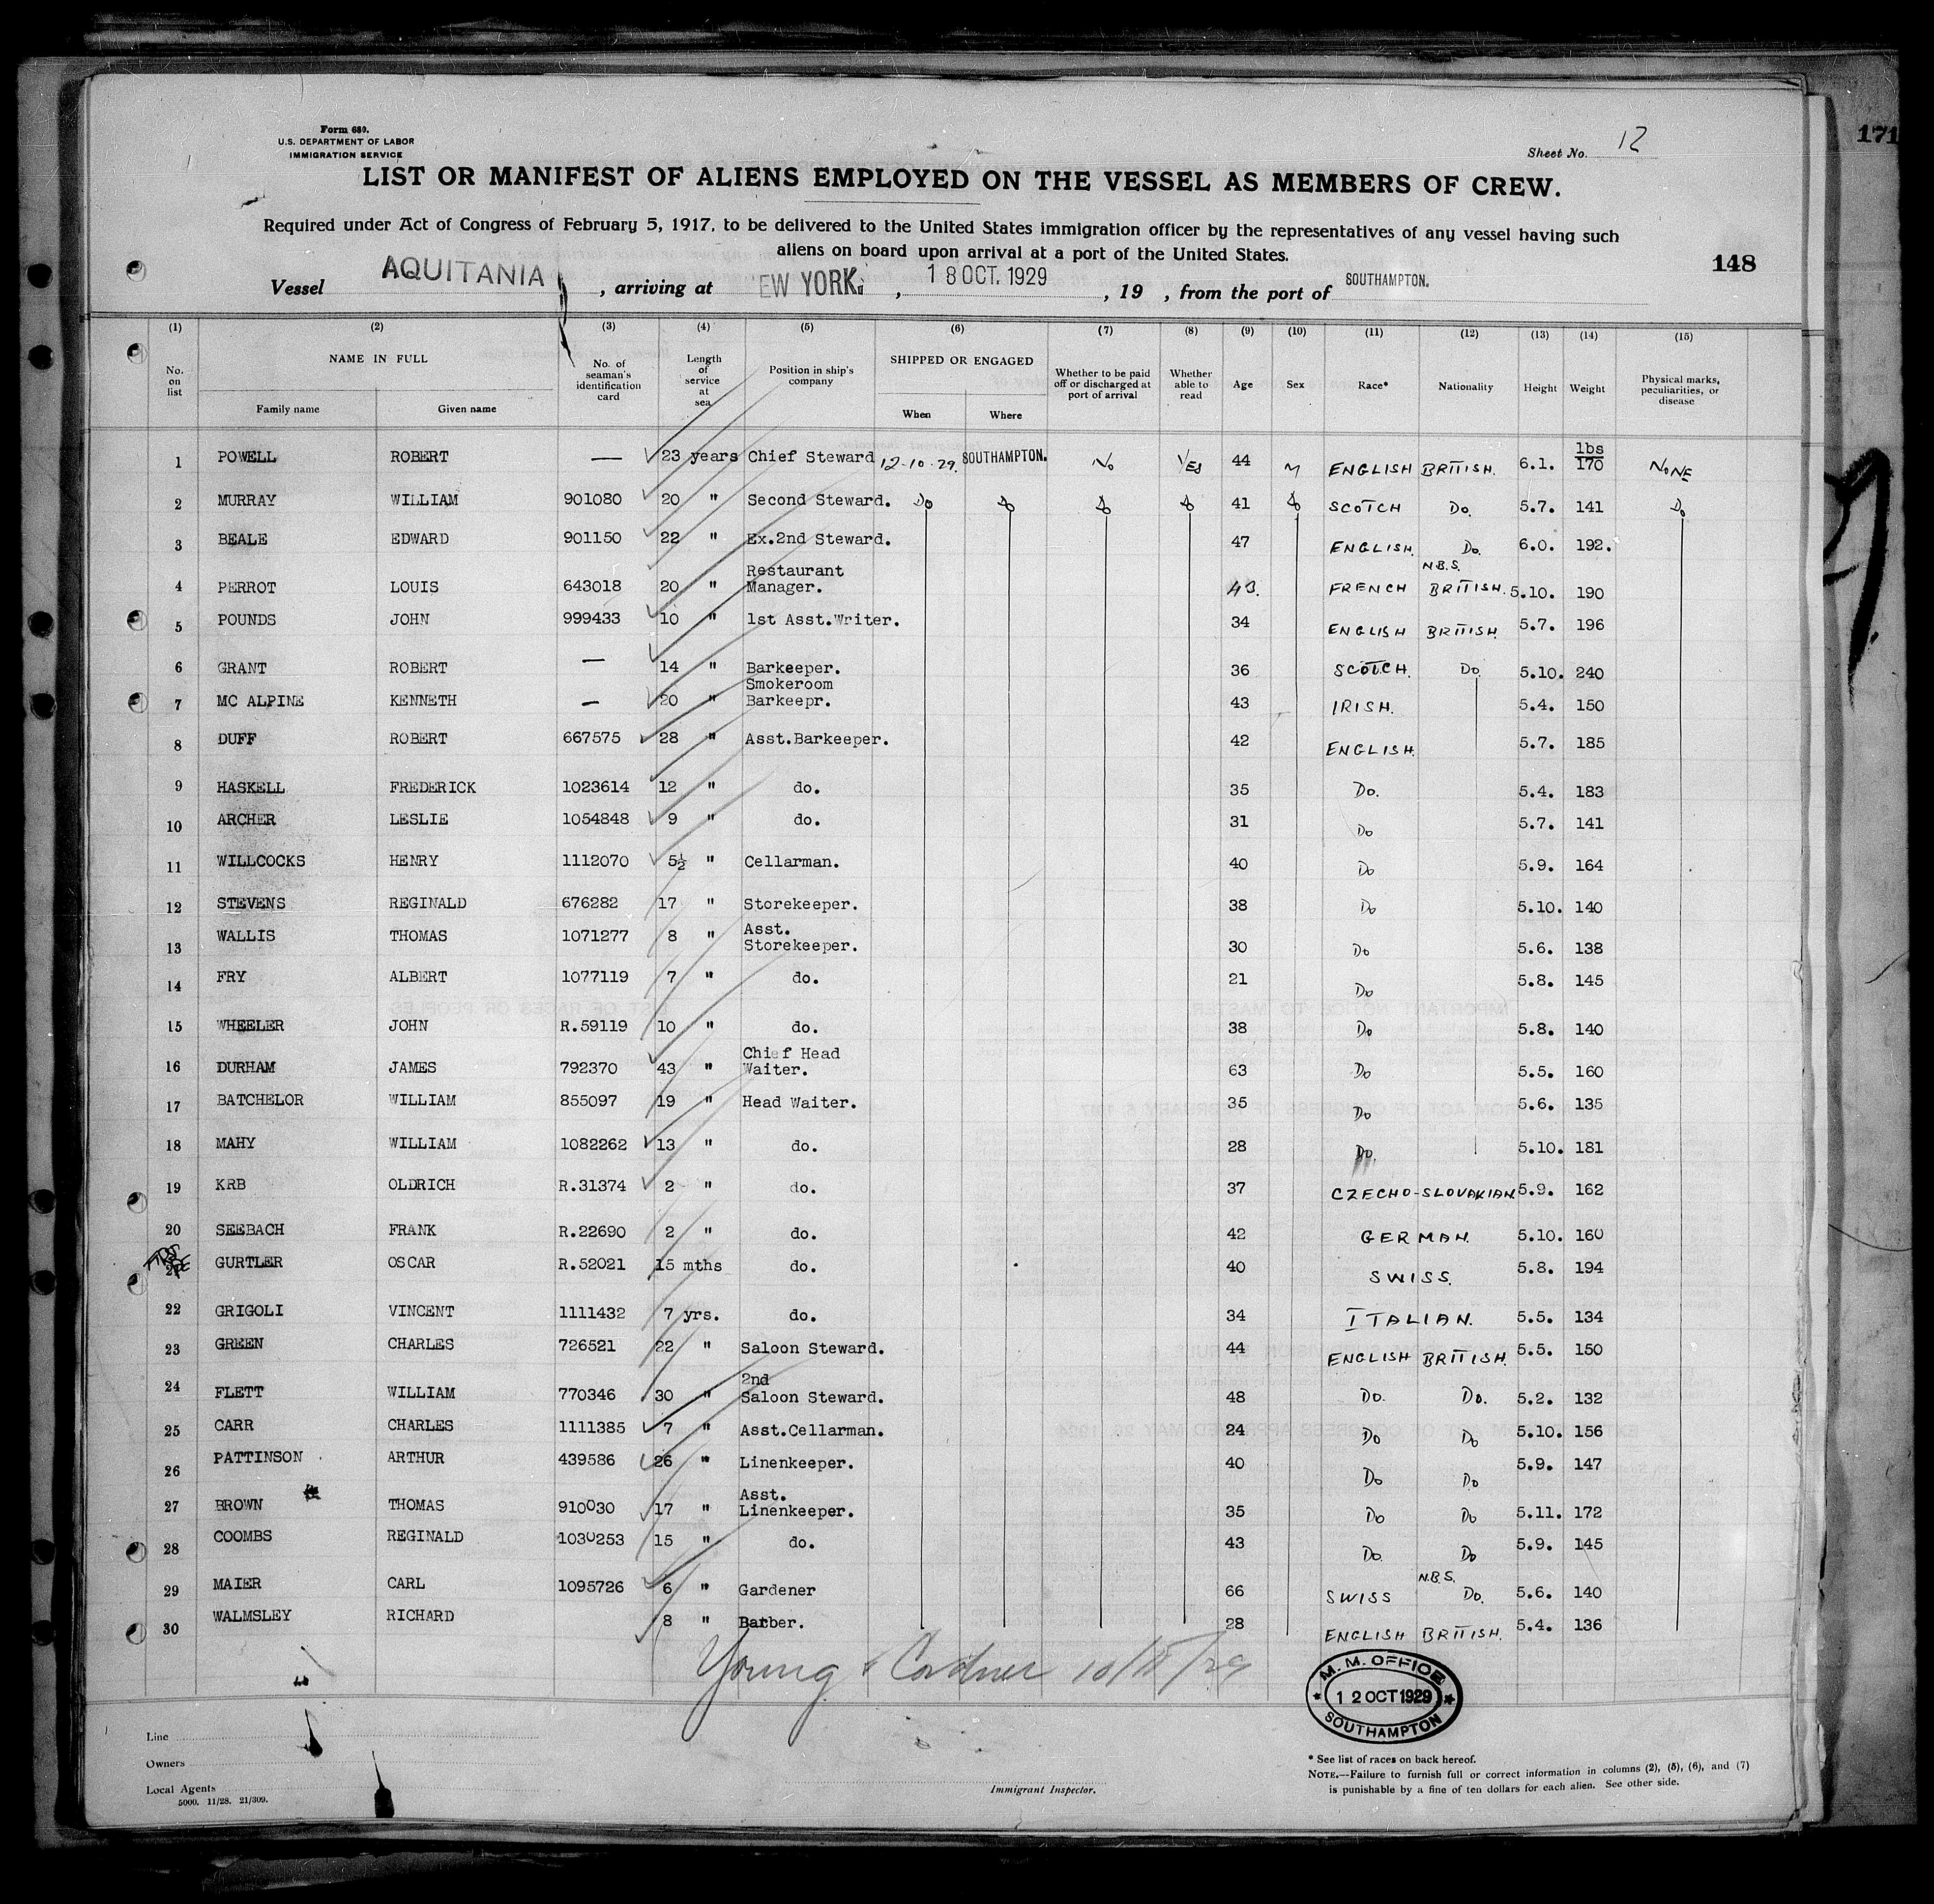 171
Form 680.
U.S. DEPARTMENT OF LABOR
IMMIGRATION SERVICE
Sheet No. 12
LIST OR MANIFEST OF ALIENS EMPLOYED ON THE VESSEL AS MEMBERS OF CREW.
Required under Act of Congress of February 5, 1917, to be delivered to the United States immigration officer by the representatives of any vessel having such
aliens on board upon arrival at a port of the United States.
148
Vessel AQUITANIA, arriving at EW YORK., 18 OCT. 1929, 19 , from the port of SOUTHAMPTON.
(1) (2) (3) (4) (5) (6) (7) (8) (9) (10) (11) (12) (13) (14) (15)
No. on list NAME IN FULL Family name Given name No. of seaman's identification card Length of service at sea Position in ship's company SHIPPED OR ENGAGED When Where Whether to be paid off or discharged at port of arrival Whether able to read Age Sex Race* Nationality Height Weight Physical marks, peculiarities, or disease
1 POWELL ROBERT — 23 years Chief Steward 12-10-29. SOUTHAMPTON. No Yes 44 M ENGLISH BRITISH. 6.1. lbs 170 NONE
2 MURRAY WILLIAM 901080 20 " Second Steward. Do Do Do Do 41 Do SCOTCH Do. 5.7. 141 Do
3 BEALE EDWARD 901150 22 " Ex.2nd Steward. 47 ENGLISH. Do. 6.0. 192.
4 PERROT LOUIS 643018 20 " Restaurant Manager. 43. FRENCH N.B.S. BRITISH. 5.10. 190
5 POUNDS JOHN 999433 10 " 1st Asst.Writer. 34 ENGLISH BRITISH. 5.7. 196
6 GRANT ROBERT — 14 " Barkeeper. 36 SCOTCH. Do 5.10. 240
7 MC ALPINE KENNETH — 20 " Smokeroom Barkeepr. 43 IRISH. 5.4. 150
8 DUFF ROBERT 667575 28 " Asst.Barkeeper. 42 ENGLISH. 5.7. 185
9 HASKELL FREDERICK 1023614 12 " do. 35 Do. 5.4. 183
10 ARCHER LESLIE 1054848 9 " do. 31 Do 5.7. 141
11 WILLCOCKS HENRY 1112070 5½ " Cellarman. 40 Do 5.9. 164
12 STEVENS REGINALD 676282 17 " Storekeeper. 38 Do 5.10. 140
13 WALLIS THOMAS 1071277 8 " Asst. Storekeeper. 30 Do 5.6. 138
14 FRY ALBERT 1077119 7 " do. 21 Do 5.8. 145
15 WHEELER JOHN R.59119 10 " do. 38 Do 5.8. 140
16 DURHAM JAMES 792370 43 " Chief Head Waiter. 63 Do 5.5. 160
17 BATCHELOR WILLIAM 855097 19 " Head Waiter. 35 Do 5.6. 135
18 MAHY WILLIAM 1082262 13 " do. 28 Do. 5.10. 181
19 KRB OLDRICH R.31374 2 " do. 37 CZECHO-SLOVAKIAN 5.9. 162
20 SEEBACH FRANK R.22690 2 " do. 42 GERMAN. 5.10. 160
21 GURTLER OSCAR R.52021 15 mths do. 40 SWISS. 5.8. 194
22 GRIGOLI VINCENT 1111432 7 yrs. do. 34 ITALIAN. 5.5. 134
23 GREEN CHARLES 726521 22 " Saloon Steward. 44 ENGLISH BRITISH. 5.5. 150
24 FLETT WILLIAM 770346 30 " 2nd Saloon Steward. 48 Do. Do. 5.2. 132
25 CARR CHARLES 1111385 7 " Asst.Cellarman. 24 Do Do 5.10. 156
26 PATTINSON ARTHUR 439586 26 " Linenkeeper. 40 Do Do 5.9. 147
27 BROWN THOMAS 910030 17 " Asst. Linenkeeper. 35 Do Do 5.11. 172
28 COOMBS REGINALD 1030253 15 " do. 43 Do. Do 5.9. 145
29 MAIER CARL 1095726 6 " Gardener 66 SWISS N.B.S. Do. 5.6. 140
30 WALMSLEY RICHARD 8 " Barber. 28 ENGLISH BRITISH. 5.4. 136
Young & Cordner 10/18/29
M. M. OFFICE
12 OCT 1929
SOUTHAMPTON
Line
Owners
Local Agents
5000. 11/28. 21/309.
Immigrant Inspector.
* See list of races on back hereof.
NOTE.—Failure to furnish full or correct information in columns (2), (5), (6), and (7)
is punishable by a fine of ten dollars for each alien. See other side.